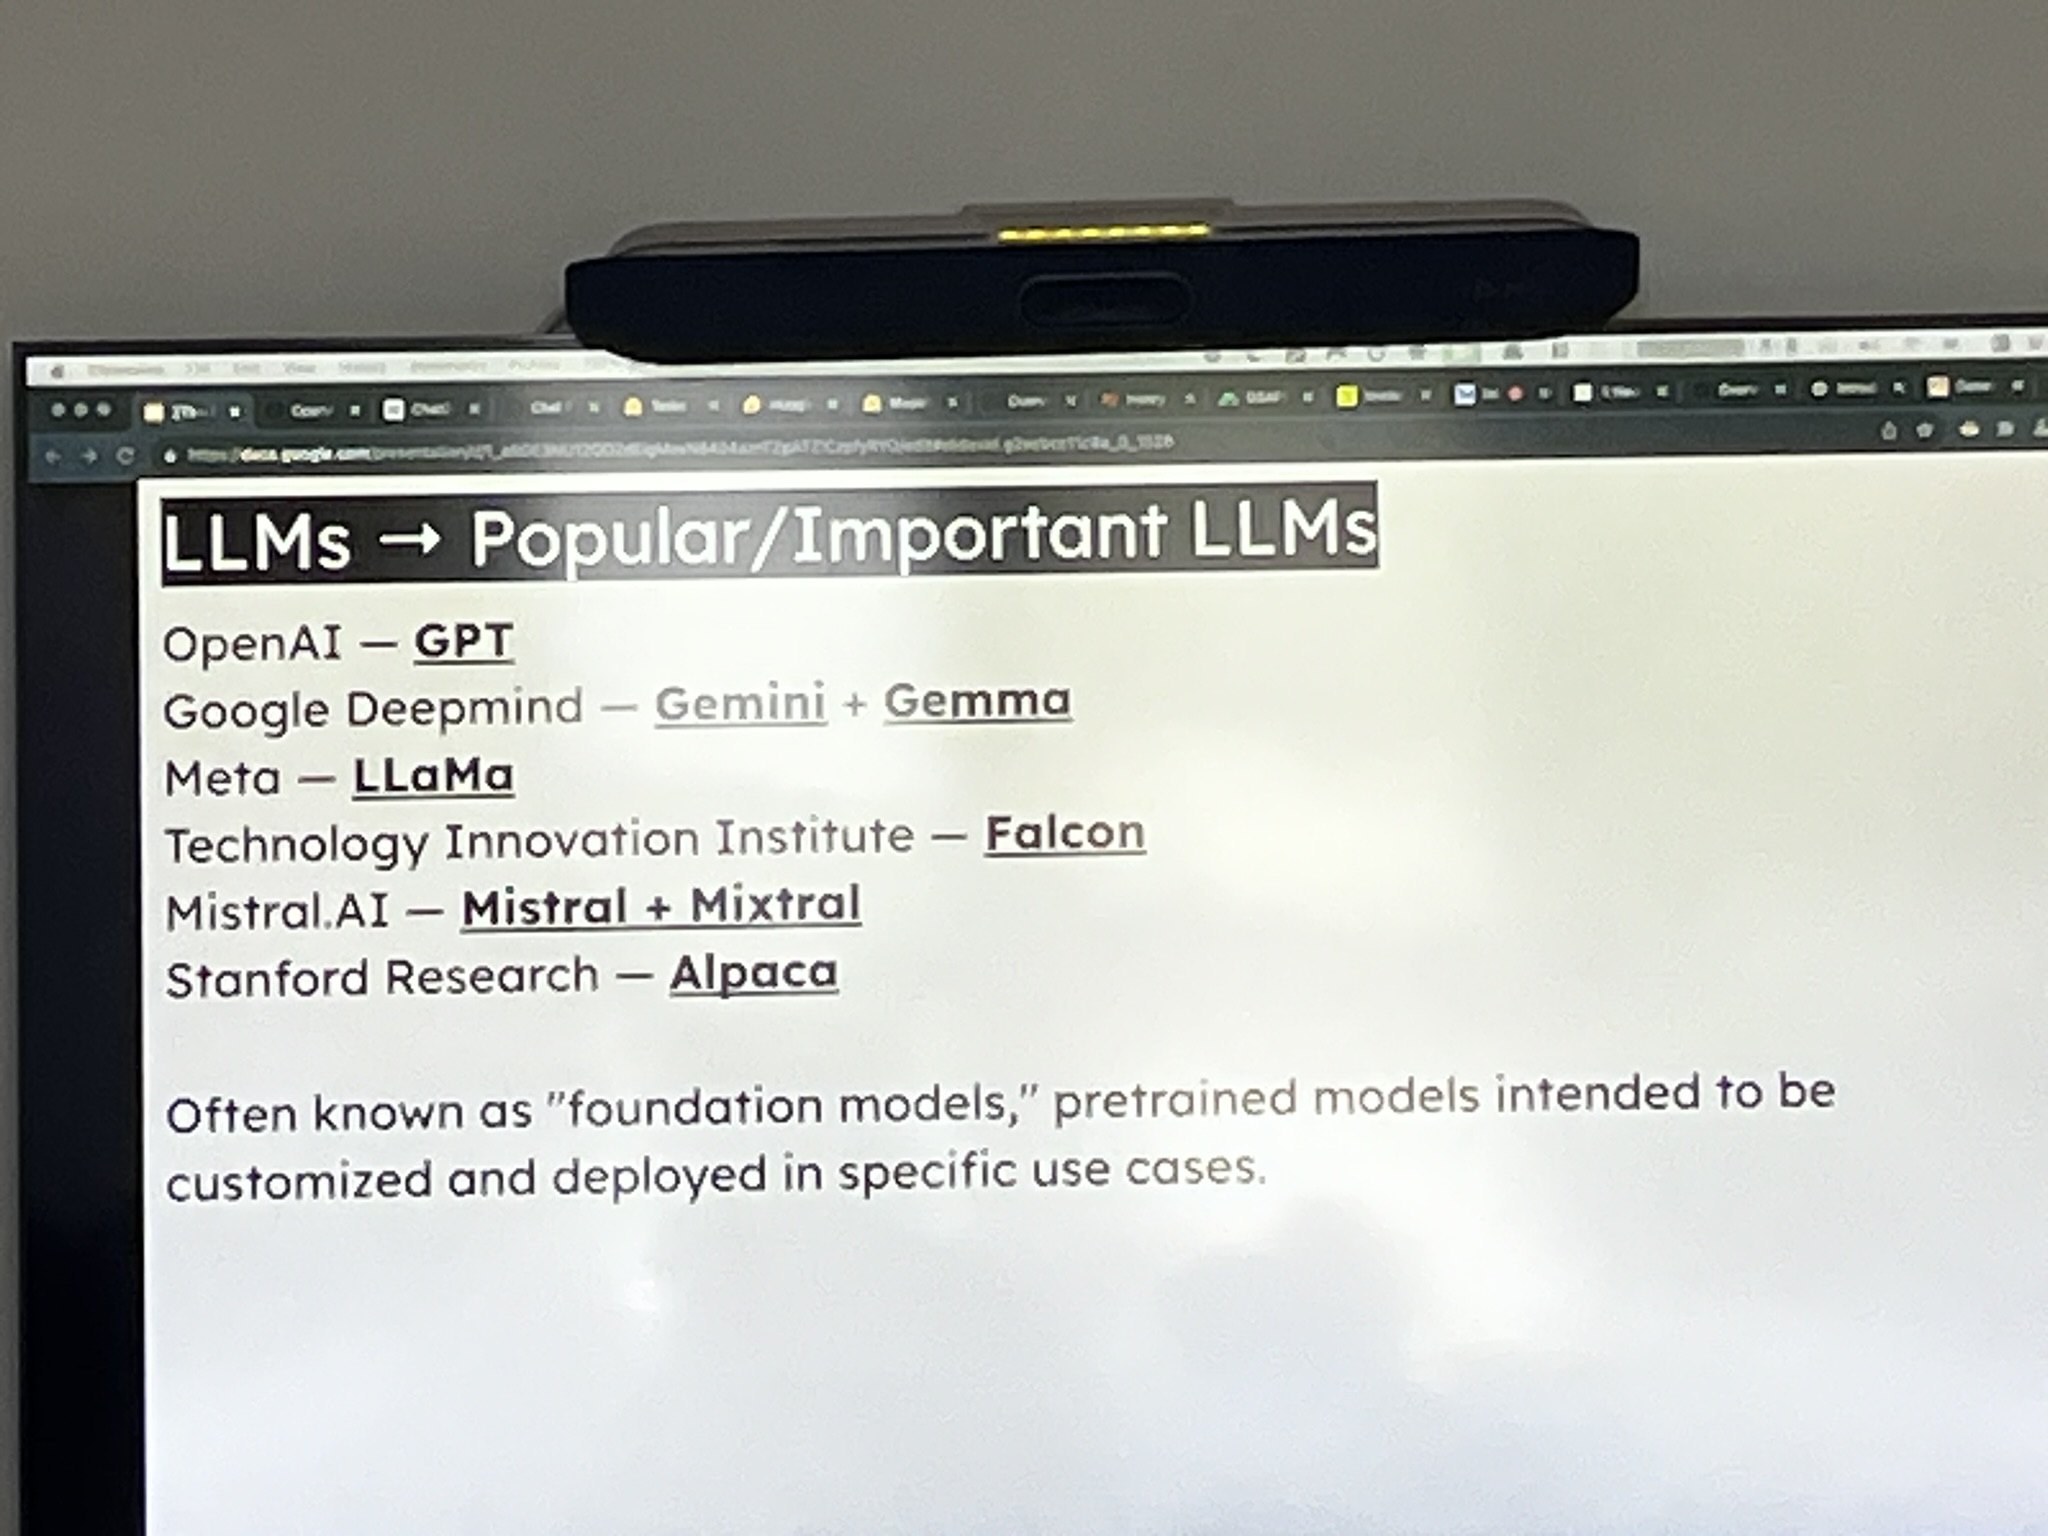 https://docs.google.com/presentation/
LLMs → Popular/Important LLMs
OpenAI — GPT
Google Deepmind — Gemini + Gemma
Meta — LLaMa
Technology Innovation Institute — Falcon
Mistral.AI — Mistral + Mixtral
Stanford Research — Alpaca
Often known as "foundation models," pretrained models intended to be
customized and deployed in specific use cases.